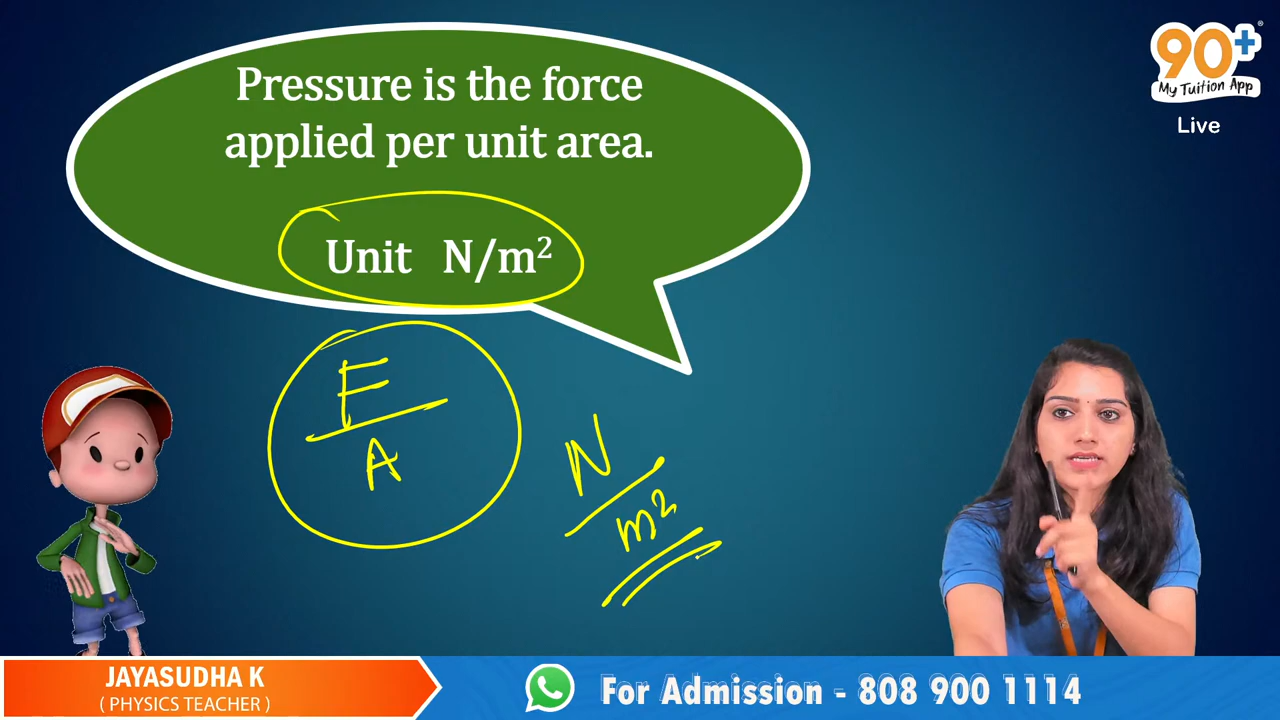 Pressure is the force
applied per unit area.
Unit N/m²
F
A
N
m²
90+
My Tuition App
Live
JAYASUDHA K
( PHYSICS TEACHER )
For Admission - 808 900 1114